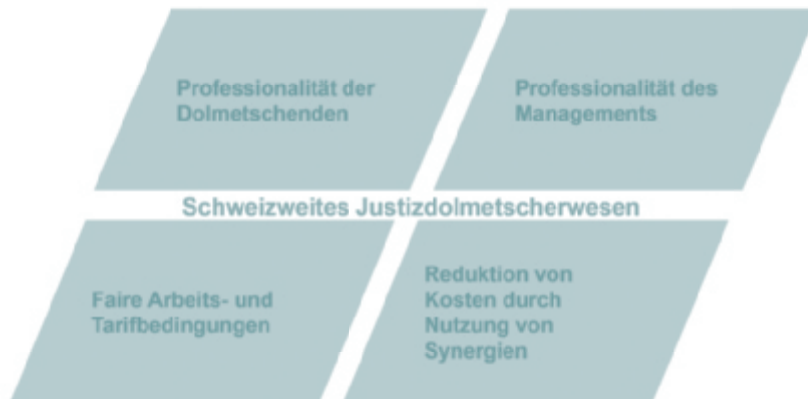 Professionalität der
Dolmetschenden
Professionalität des
Managements
Schweizweites Justizdolmetscherwesen
Faire Arbeits- und
Tarifbedingungen
Reduktion von
Kosten durch
Nutzung von
Synergien